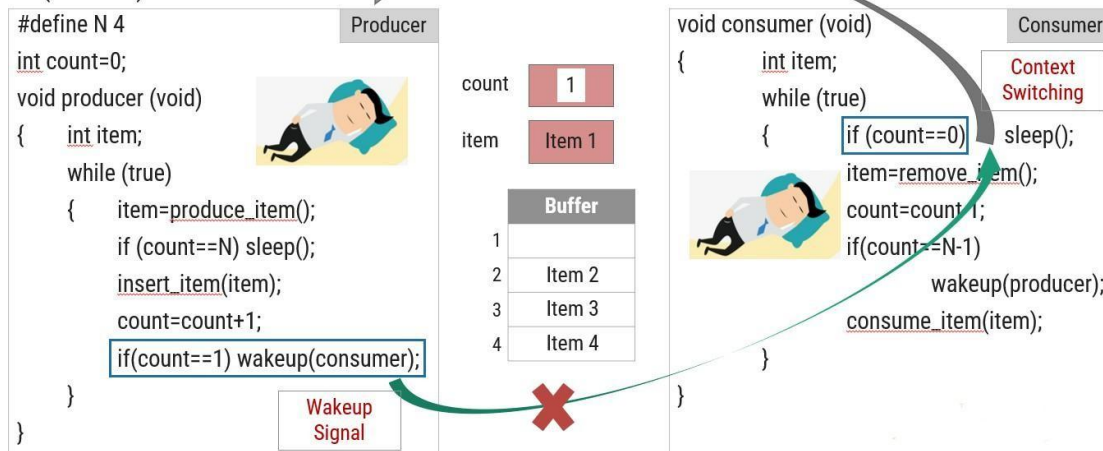 #define N 4
Producer
int count=0;
void producer (void)
{ int item;
while (true)
{ item=produce_item();
if (count==N) sleep();
insert_item(item);
count=count+1;
if(count==1) wakeup(consumer);
}
}
Wakeup
Signal
count 1
item Item 1
Buffer
1
2 Item 2
3 Item 3
4 Item 4
void consumer (void)
Consumer
{ int item;
Context
Switching
while (true)
{ if (count==0) sleep();
item=remove_item();
count=count-1;
if(count==N-1)
wakeup(producer);
consume_item(item);
}
}